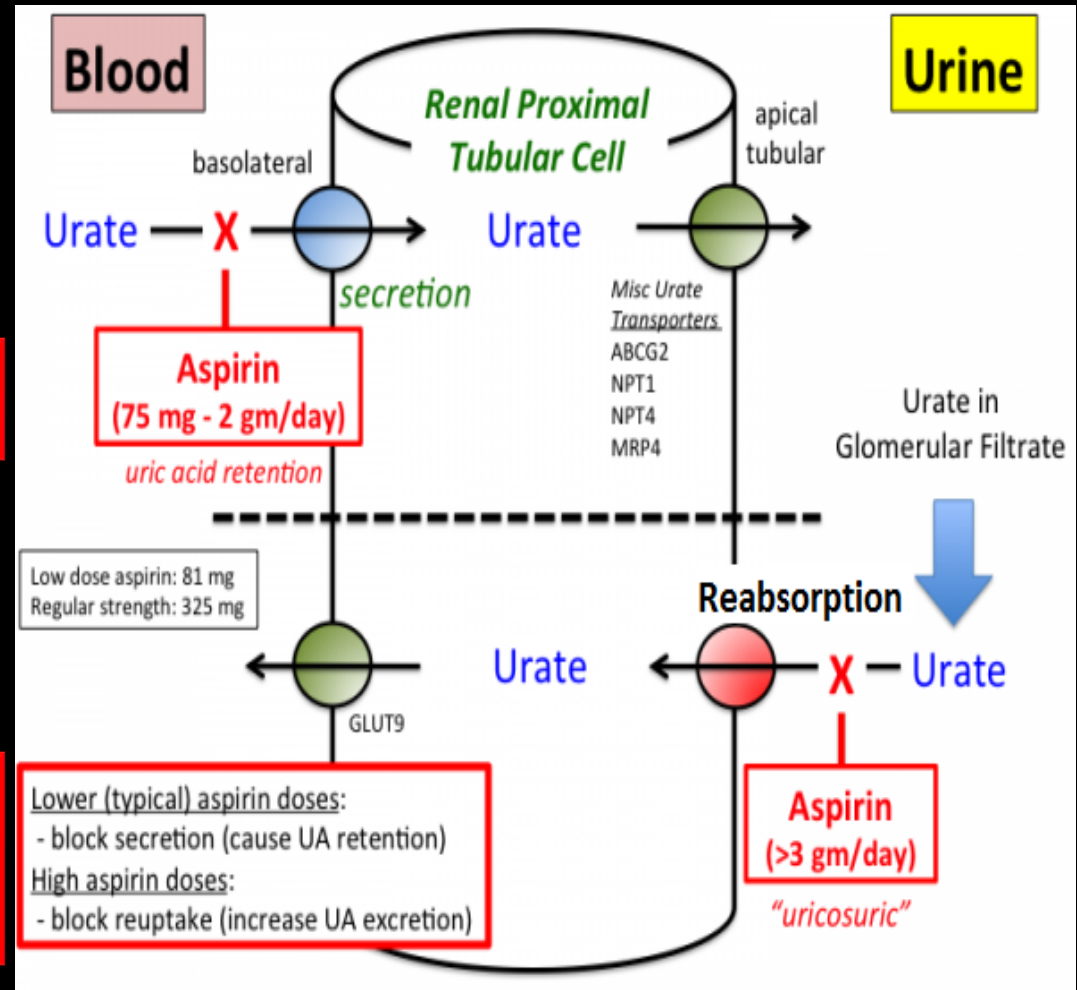 Blood
Urine
Renal Proximal
Tubular Cell
apical
tubular
basolateral
Urate
X
Urate
secretion
Misc Urate
Transporters
ABCG2
NPT1
NPT4
MRP4
Aspirin
(75 mg - 2 gm/day)
uric acid retention
Urate in
Glomerular Filtrate
Low dose aspirin: 81 mg
Regular strength: 325 mg
Reabsorption
Urate
X
Urate
GLUT9
Lower (typical) aspirin doses:
- block secretion (cause UA retention)
High aspirin doses:
- block reuptake (increase UA excretion)
Aspirin
(>3 gm/day)
"uricosuric"